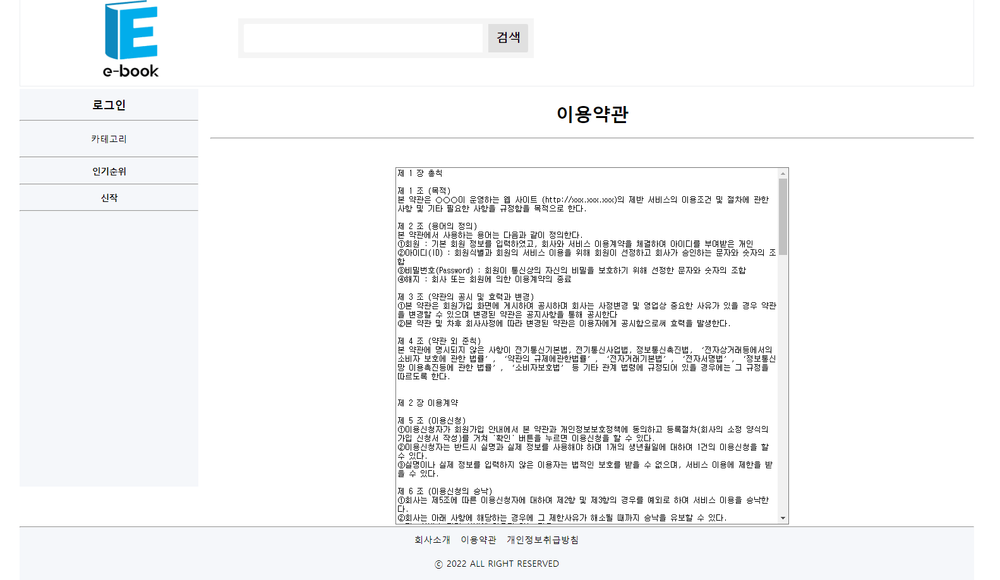 E
e-book
검색
로그인
카테고리
인기순위
신작
이용약관
제 1 장 총칙
제 1 조 (목적)
본 약관은 ○○○이 운영하는 웹 사이트 (http://xxx.xxx.xxx)의 제반 서비스의 이용조건 및 절차에 관한
사항 및 기타 필요한 사항을 규정함을 목적으로 한다.
제 2 조 (용어의 정의)
본 약관에서 사용하는 용어는 다음과 같이 정의한다.
①회원 : 기본 회원 정보를 입력하였고, 회사와 서비스 이용계약을 체결하여 아이디를 부여받은 개인
②아이디(ID) : 회원식별과 회원의 서비스 이용을 위해 회원이 선정하고 회사가 승인하는 문자와 숫자의 조
합
③비밀번호(Password) : 회원이 통신상의 자신의 비밀을 보호하기 위해 선정한 문자와 숫자의 조합
④해지 : 회사 또는 회원에 의한 이용계약의 종료
제 3 조 (약관의 공시 및 효력과 변경)
①본 약관은 회원가입 화면에 게시하여 공시하며 회사는 사정변경 및 영업상 중요한 사유가 있을 경우 약관
을 변경할 수 있으며 변경된 약관은 공지사항을 통해 공시한다
②본 약관 및 차후 회사사정에 따라 변경된 약관은 이용자에게 공시함으로써 효력을 발생한다.
제 4 조 (약관 외 준칙)
본 약관에 명시되지 않은 사항이 전기통신기본법, 전기통신사업법, 정보통신촉진법, ‘전자상거래등에서의
소비자 보호에 관한 법률’, ‘약관의 규제에관한법률’, ‘전자거래기본법’, ‘전자서명법’, ‘정보통신
망 이용촉진등에 관한 법률’, ‘소비자보호법’ 등 기타 관계 법령에 규정되어 있을 경우에는 그 규정을
따르도록 한다.
제 2 장 이용계약
제 5 조 (이용신청)
①이용신청자가 회원가입 안내에서 본 약관과 개인정보보호정책에 동의하고 등록절차(회사의 소정 양식의
가입 신청서 작성)를 거쳐 '확인' 버튼을 누르면 이용신청을 할 수 있다.
②이용신청자는 반드시 실명과 실제 정보를 사용해야 하며 1개의 생년월일에 대하여 1건의 이용신청을 할
수 있다.
③실명이나 실제 정보를 입력하지 않은 이용자는 법적인 보호를 받을 수 없으며, 서비스 이용에 제한을 받
을 수 있다.
제 6 조 (이용신청의 승낙)
①회사는 제5조에 따른 이용신청자에 대하여 제2항 및 제3항의 경우를 예외로 하여 서비스 이용을 승낙한
다.
②회사는 아래 사항에 해당하는 경우에 그 제한사유가 해소될 때까지 승낙을 유보할 수 있다.
회사소개 이용약관 개인정보취급방침
ⓒ 2022 ALL RIGHT RESERVED